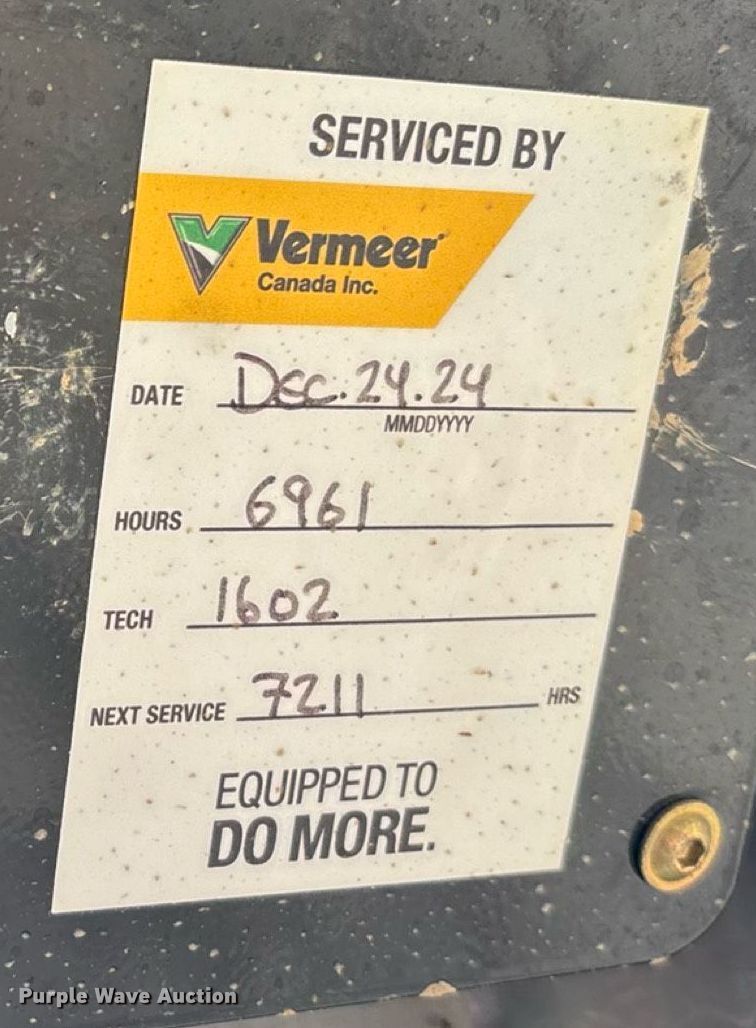 SERVICED BY
Vermeer
Canada Inc.
DATE Dec.24.24
MMDDYYYY
HOURS 6961
TECH 1602
NEXT SERVICE 7211 HRS
EQUIPPED TO
DO MORE.
Purple Wave Auction